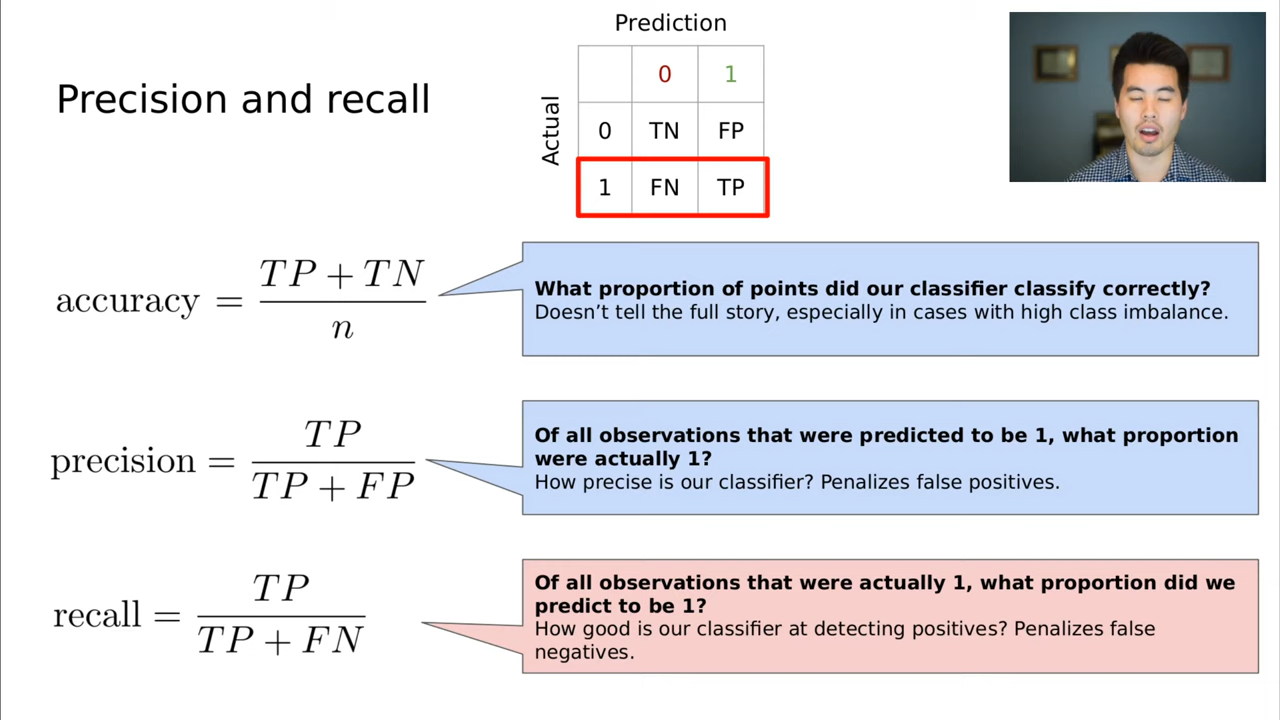 Prediction
Precision and recall
Actual
0 1
0 TN FP
1 FN TP
accuracy = \frac{TP + TN}{n}
What proportion of points did our classifier classify correctly?
Doesn’t tell the full story, especially in cases with high class imbalance.
precision = \frac{TP}{TP + FP}
Of all observations that were predicted to be 1, what proportion
were actually 1?
How precise is our classifier? Penalizes false positives.
recall = \frac{TP}{TP + FN}
Of all observations that were actually 1, what proportion did we
predict to be 1?
How good is our classifier at detecting positives? Penalizes false
negatives.